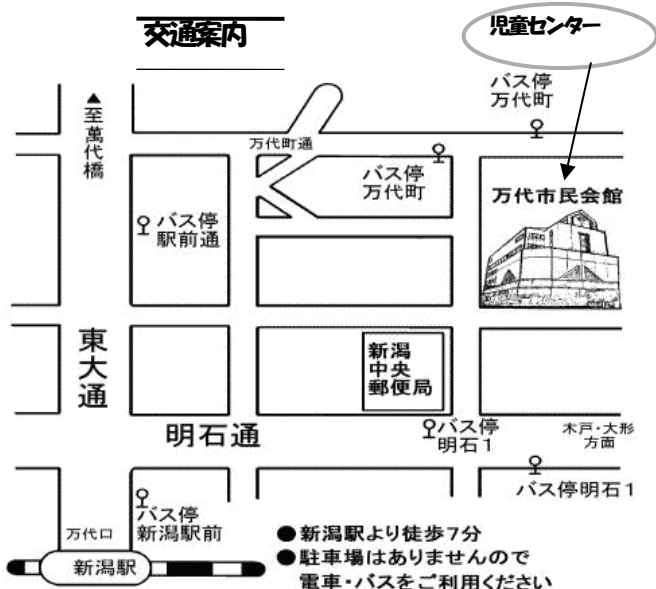 交通案内
児童センター
▲至萬代橋
バス停
万代町
万代町通
バス停
万代町
万代市民会館
バス停
駅前通
東大通
新潟
中央
郵便局
明石通
バス停
明石1
木戸・大形
方面
バス停明石1
バス停
新潟駅前
万代口
新潟駅
●新潟駅より徒歩7分
●駐車場はありませんので
電車・バスをご利用ください